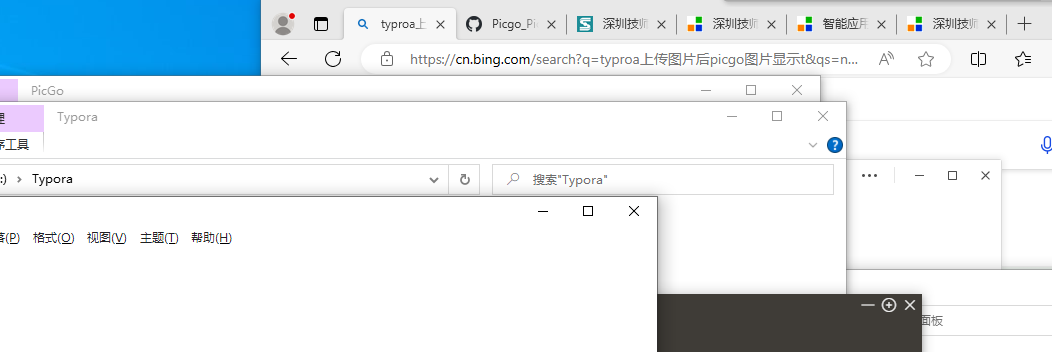 typroa上
Picgo_Pic
深圳技师
深圳技师
智能应用
深圳技师
https://cn.bing.com/search?q=typroa上传图片后picgo图片显示t&qs=n...
PicGo
理
Typora
序工具
:) › Typora
搜索"Typora"
落(P) 格式(O) 视图(V) 主题(T) 帮助(H)
面板